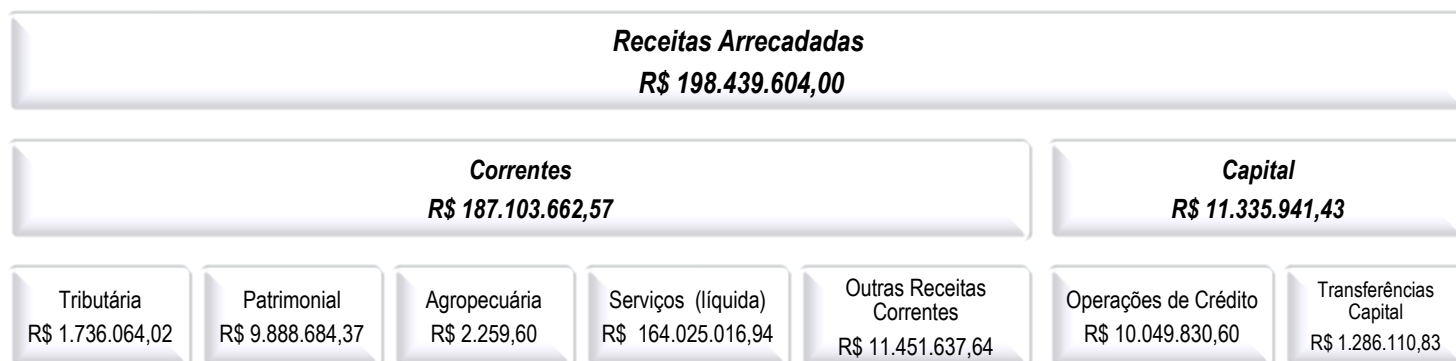 Receitas Arrecadadas
R$ 198.439.604,00
Correntes
R$ 187.103.662,57
Capital
R$ 11.335.941,43
Tributária
R$ 1.736.064,02
Patrimonial
R$ 9.888.684,37
Agropecuária
R$ 2.259,60
Serviços (líquida)
R$ 164.025.016,94
Outras Receitas
Correntes
R$ 11.451.637,64
Operações de Crédito
R$ 10.049.830,60
Transferências
Capital
R$ 1.286.110,83